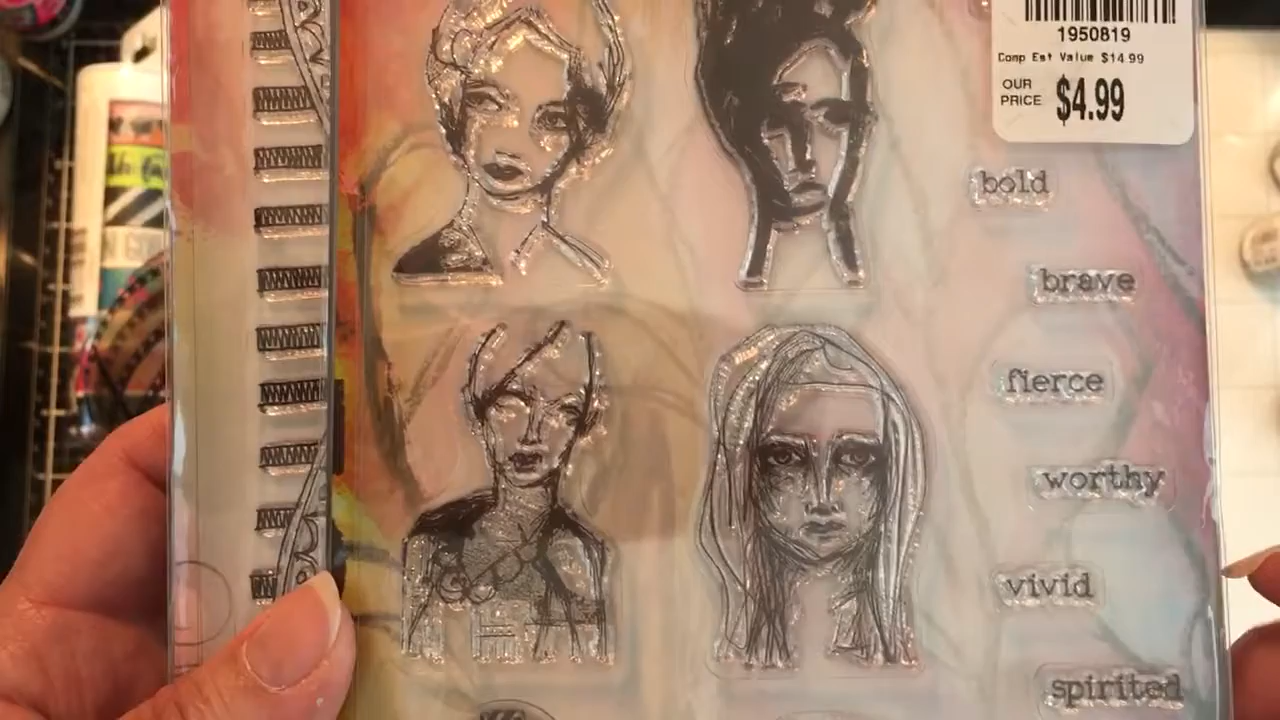 1950819
Comp Est Value $14.99
OUR
PRICE
$4.99
bold
brave
fierce
worthy
vivid
spirited